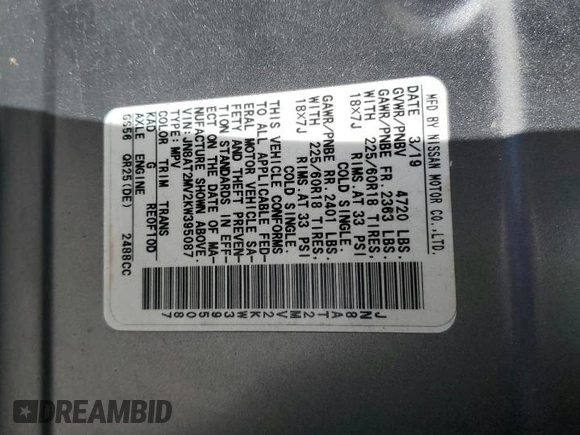 MFD BY NISSAN MOTOR CO.,LTD.
DATE 3/19
GVWR/PNBV 4720 LBS.
GAWR/PNBE FR. 2363 LBS.
WITH 225/60R18 TIRES,
18X7J RIMS.AT 33 PSI
COLD SINGLE.
GAWR/PNBE RR. 2401 LBS.
WITH 225/60R18 TIRES,
18X7J RIMS.AT 33 PSI
COLD SINGLE.
THIS VEHICLE CONFORMS
TO ALL APPLICABLE FED-
ERAL MOTOR VEHICLE SA-
FETY AND THEFT PREVEN-
TION STANDARDS IN EFF-
ECT ON THE DATE OF MA-
NUFACTURE SHOWN ABOVE.
VIN:JN8AT2MV2KW395087
TYPE:MPV
COLOR TRIM TRANS
KAD G RE0F10D
AXLE ENGINE
GS56 QR25(DE) 2488CC
JN8AT2MV2KW395087
DREAMBID